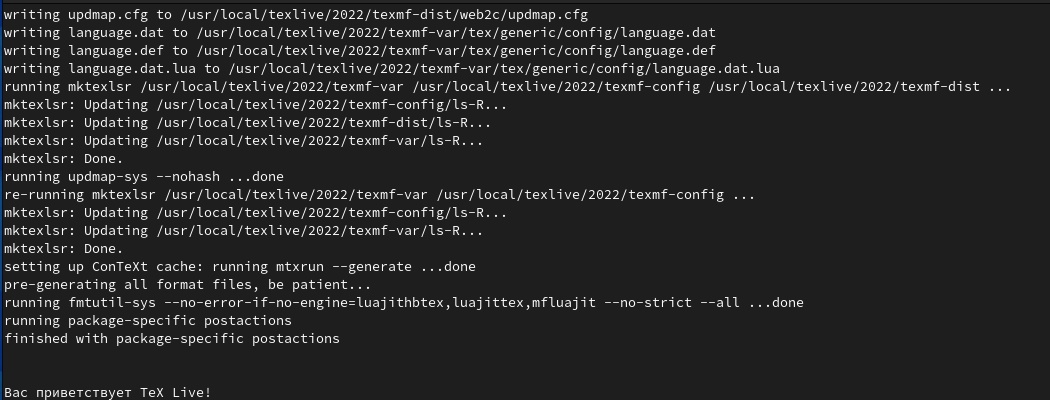 writing updmap.cfg to /usr/local/texlive/2022/texmf-dist/web2c/updmap.cfg
writing language.dat to /usr/local/texlive/2022/texmf-var/tex/generic/config/language.dat
writing language.def to /usr/local/texlive/2022/texmf-var/tex/generic/config/language.def
writing language.dat.lua to /usr/local/texlive/2022/texmf-var/tex/generic/config/language.dat.lua
running mktexlsr /usr/local/texlive/2022/texmf-var /usr/local/texlive/2022/texmf-config /usr/local/texlive/2022/texmf-dist ...
mktexlsr: Updating /usr/local/texlive/2022/texmf-config/ls-R...
mktexlsr: Updating /usr/local/texlive/2022/texmf-dist/ls-R...
mktexlsr: Updating /usr/local/texlive/2022/texmf-var/ls-R...
mktexlsr: Done.
running updmap-sys --nohash ...done
re-running mktexlsr /usr/local/texlive/2022/texmf-var /usr/local/texlive/2022/texmf-config ...
mktexlsr: Updating /usr/local/texlive/2022/texmf-config/ls-R...
mktexlsr: Updating /usr/local/texlive/2022/texmf-var/ls-R...
mktexlsr: Done.
setting up ConTeXt cache: running mtxrun --generate ...done
pre-generating all format files, be patient...
running fmtutil-sys --no-error-if-no-engine=luajithbtex,luajittex,mfluajit --no-strict --all ...done
running package-specific postactions
finished with package-specific postactions
Вас приветствует TeX Live!